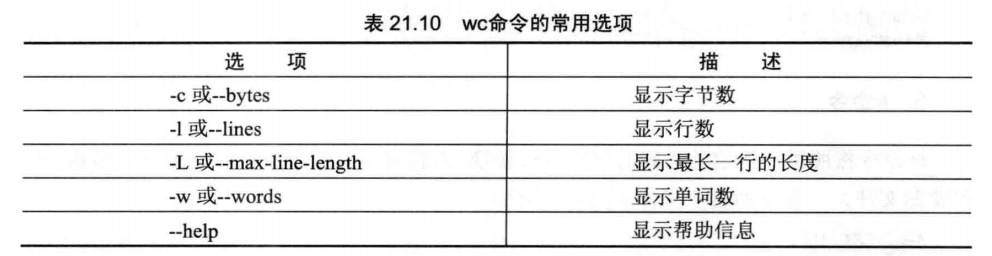 表 21.10 wc命令的常用选项
选 项 描 述
-c 或--bytes 显示字节数
-l 或--lines 显示行数
-L 或--max-line-length 显示最长一行的长度
-w 或--words 显示单词数
--help 显示帮助信息